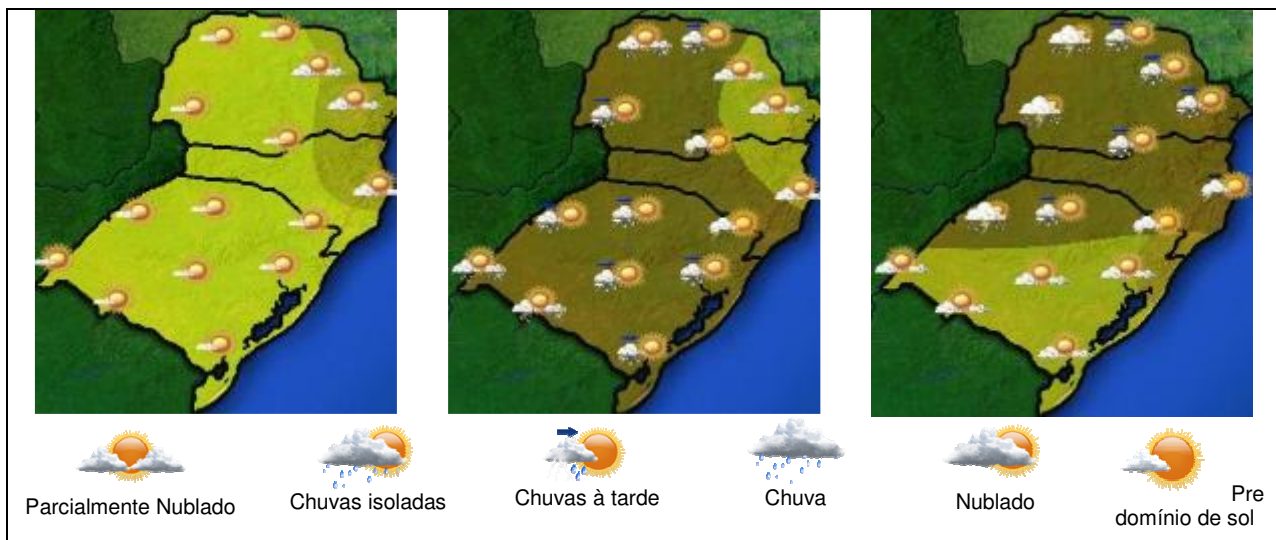 Parcialmente Nublado
Chuvas isoladas
Chuvas à tarde
Chuva
Nublado
Pre
domínio de sol